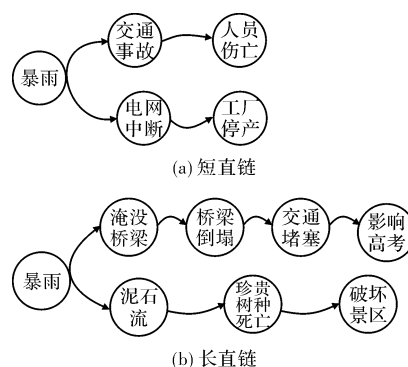 暴雨
交通
事故
人员
伤亡
电网
中断
工厂
停产
(a) 短直链
暴雨
淹没
桥梁
桥梁
倒塌
交通
堵塞
影响
高考
泥石
流
珍贵
树种
死亡
破坏
景区
(b) 长直链